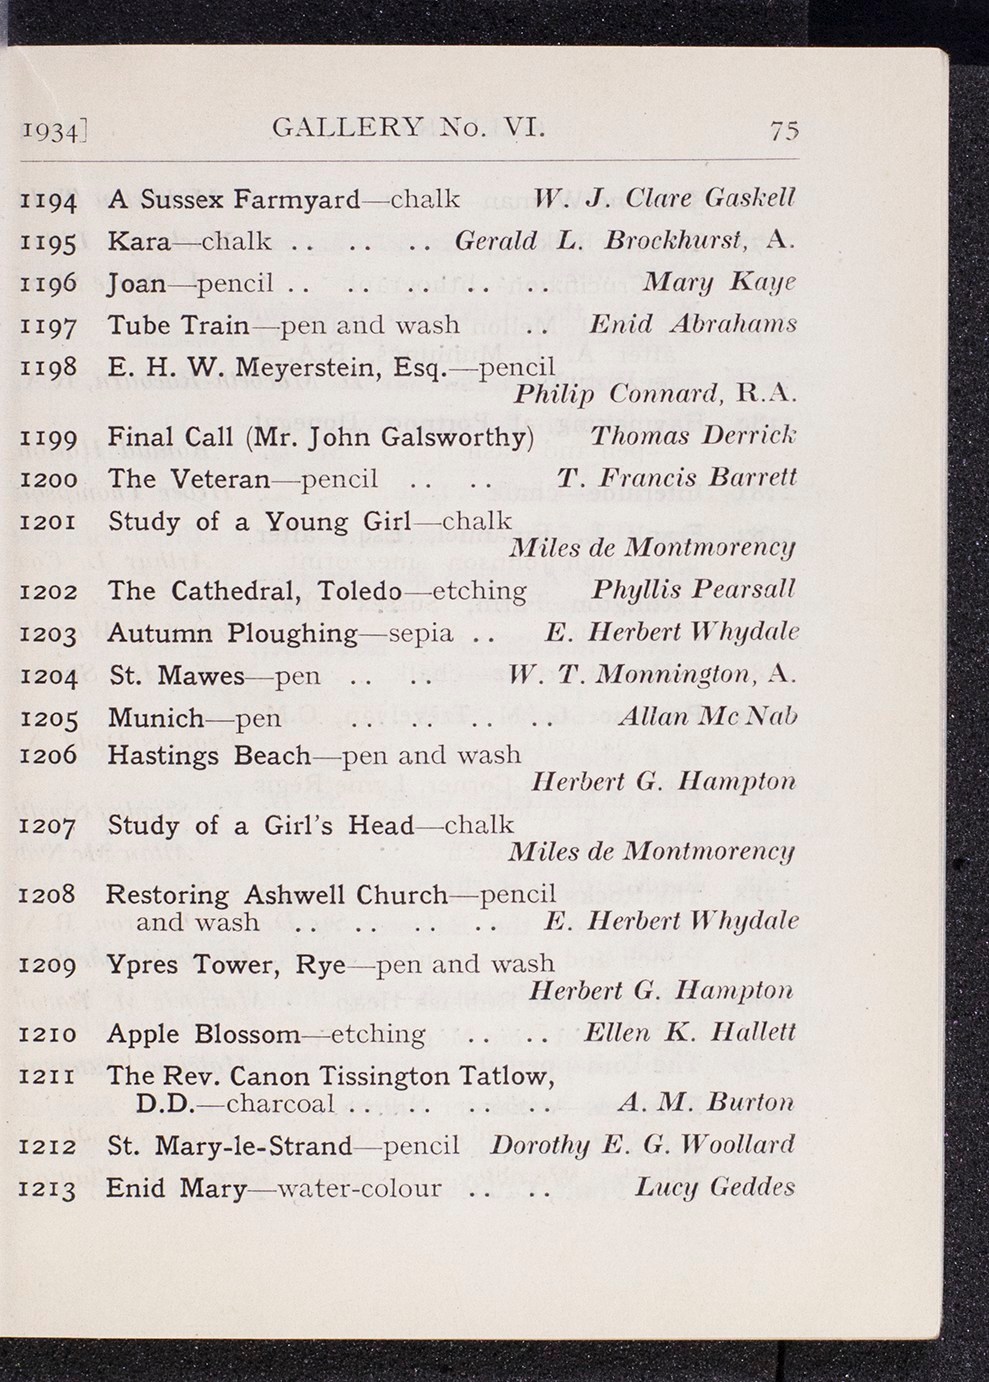 1934] GALLERY No. VI. 75
1194 A Sussex Farmyard—chalk W. J. Clare Gaskell
1195 Kara—chalk .. .. .. Gerald L. Brockhurst, A.
1196 Joan—pencil .. .. .. .. .. Mary Kaye
1197 Tube Train—pen and wash .. Enid Abrahams
1198 E. H. W. Meyerstein, Esq.—pencil
Philip Connard, R.A.
1199 Final Call (Mr. John Galsworthy) Thomas Derrick
1200 The Veteran—pencil .. .. T. Francis Barrett
1201 Study of a Young Girl—chalk
Miles de Montmorency
1202 The Cathedral, Toledo—etching Phyllis Pearsall
1203 Autumn Ploughing—sepia .. E. Herbert Whydale
1204 St. Mawes—pen .. .. W. T. Monnington, A.
1205 Munich—pen .. .. .. .. Allan McNab
1206 Hastings Beach—pen and wash
Herbert G. Hampton
1207 Study of a Girl's Head—chalk
Miles de Montmorency
1208 Restoring Ashwell Church—pencil
and wash .. .. .. .. E. Herbert Whydale
1209 Ypres Tower, Rye—pen and wash
Herbert G. Hampton
1210 Apple Blossom—etching .. .. Ellen K. Hallett
1211 The Rev. Canon Tissington Tatlow,
D.D.—charcoal .. .. .. .. A. M. Burton
1212 St. Mary-le-Strand—pencil Dorothy E. G. Woollard
1213 Enid Mary—water-colour .. .. Lucy Geddes